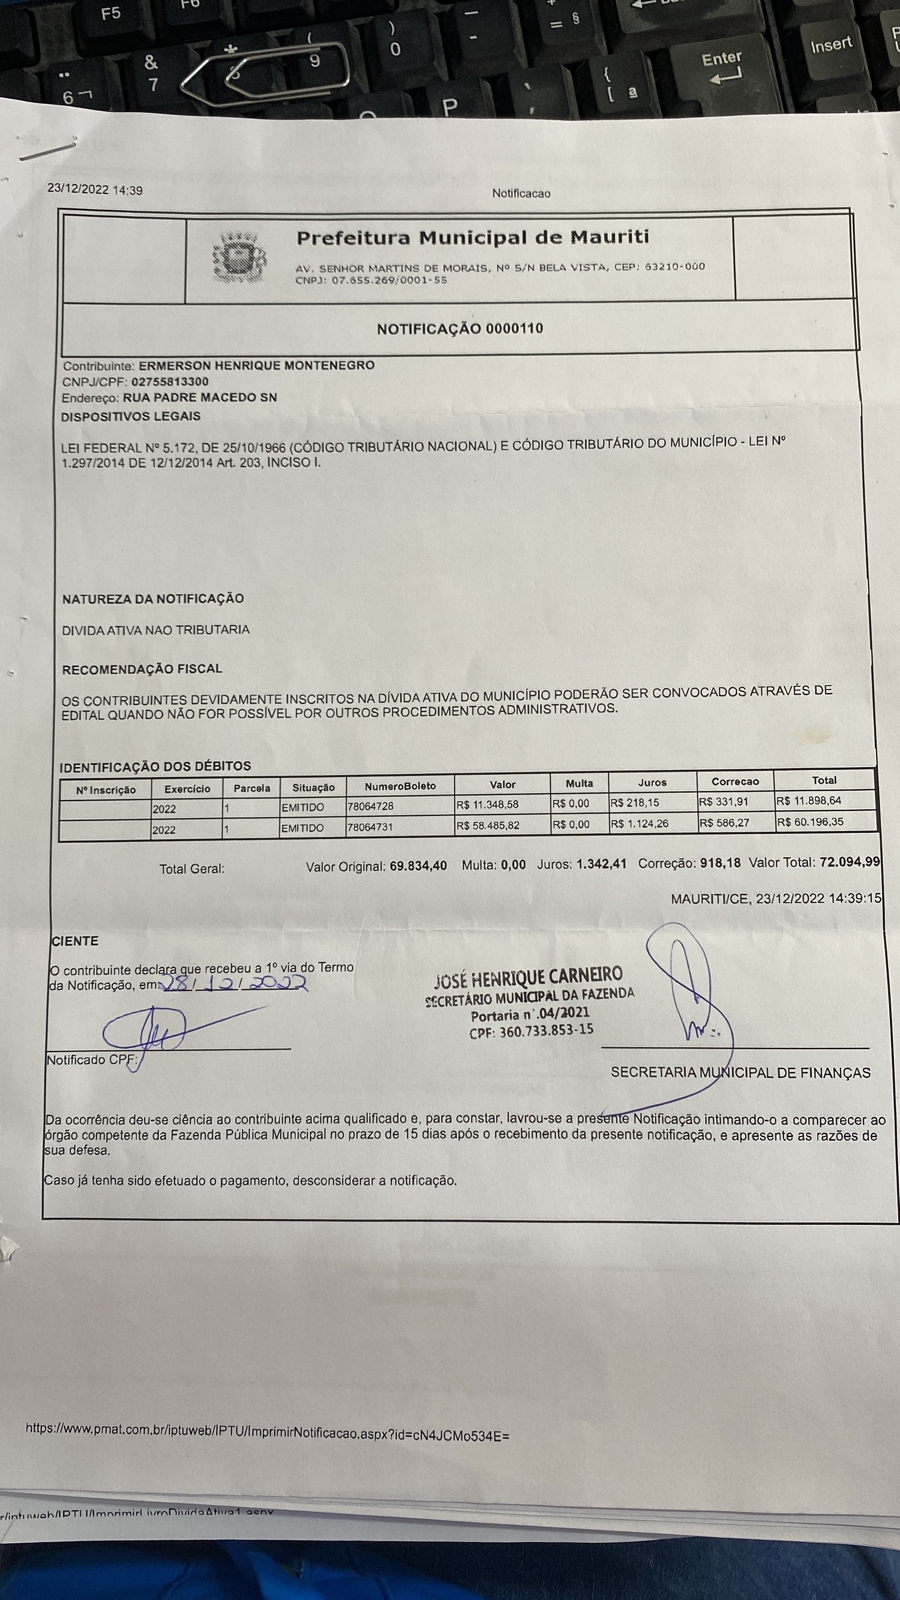 F5
F6
6 ¬
& 7
* 8
( 9
) 0
_ -
+ = §
P
` ´
{ [ ª
Enter
Insert
23/12/2022 14:39
Notificacao
Prefeitura Municipal de Mauriti
AV. SENHOR MARTINS DE MORAIS, Nº S/N BELA VISTA, CEP: 63210-000
CNPJ: 07.655.269/0001-55
NOTIFICAÇÃO 0000110
Contribuinte: ERMERSON HENRIQUE MONTENEGRO
CNPJ/CPF: 02755813300
Endereço: RUA PADRE MACEDO SN
DISPOSITIVOS LEGAIS
LEI FEDERAL Nº 5.172, DE 25/10/1966 (CÓDIGO TRIBUTÁRIO NACIONAL) E CÓDIGO TRIBUTÁRIO DO MUNICÍPIO - LEI Nº
1.297/2014 DE 12/12/2014 Art. 203, INCISO I.
NATUREZA DA NOTIFICAÇÃO
DIVIDA ATIVA NAO TRIBUTARIA
RECOMENDAÇÃO FISCAL
OS CONTRIBUINTES DEVIDAMENTE INSCRITOS NA DÍVIDA ATIVA DO MUNICÍPIO PODERÃO SER CONVOCADOS ATRAVÉS DE
EDITAL QUANDO NÃO FOR POSSÍVEL POR OUTROS PROCEDIMENTOS ADMINISTRATIVOS.
IDENTIFICAÇÃO DOS DÉBITOS
Nº Inscrição Exercício Parcela Situação NumeroBoleto Valor Multa Juros Correcao Total
2022 1 EMITIDO 78064728 R$ 11.348,58 R$ 0,00 R$ 218,15 R$ 331,91 R$ 11.898,64
2022 1 EMITIDO 78064731 R$ 58.485,82 R$ 0,00 R$ 1.124,26 R$ 586,27 R$ 60.196,35
Total Geral: Valor Original: 69.834,40 Multa: 0,00 Juros: 1.342,41 Correção: 918,18 Valor Total: 72.094,99
MAURITI/CE, 23/12/2022 14:39:15
CIENTE
O contribuinte declara que recebeu a 1º via do Termo
da Notificação, em: 28/12/2022
JOSÉ HENRIQUE CARNEIRO
SECRETÁRIO MUNICIPAL DA FAZENDA
Portaria n°.04/2021
CPF: 360.733.853-15
Notificado CPF:
SECRETARIA MUNICIPAL DE FINANÇAS
Da ocorrência deu-se ciência ao contribuinte acima qualificado e, para constar, lavrou-se a presente Notificação intimando-o a comparecer ao
órgão competente da Fazenda Pública Municipal no prazo de 15 dias após o recebimento da presente notificação, e apresente as razões de
sua defesa.
Caso já tenha sido efetuado o pagamento, desconsiderar a notificação.
https://www.pmat.com.br/iptuweb/IPTU/ImprimirNotificacao.aspx?id=cN4JCMo534E=
r/iptuweb/IPTU/ImprimirLivroDividaAtiva1.aspx